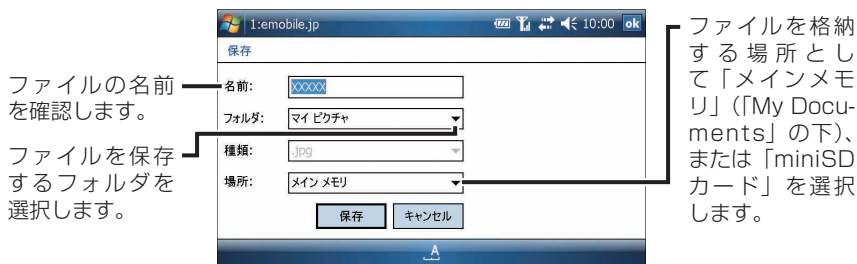 ファイルの名前
を確認します。
ファイルを保存
するフォルダを
選択します。
1:emobile.jp
10:00 ok
保存
名前: xxxxx
フォルダ: マイ ピクチャ
種類: .jpg
場所: メイン メモリ
保存 キャンセル
A
ファイルを格納
する場所とし
て「メインメモ
リ」(「My Docu-
ments」の下)、
または「miniSD
カード」を選択
します。